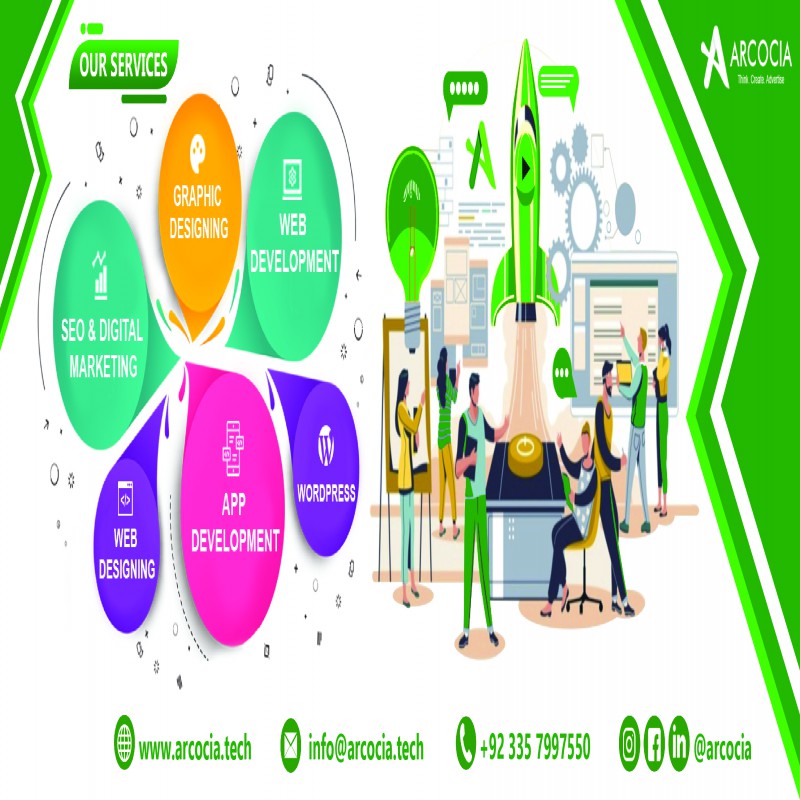 OUR SERVICES
ARCOCIA
Think. Create. Advertise
GRAPHIC
DESIGNING
WEB
DEVELOPMENT
SEO & DIGITAL
MARKETING
APP
DEVELOPMENT
WORDPRESS
WEB
DESIGNING
www.arcocia.tech
info@arcocia.tech
+92 335 7997550
@arcocia